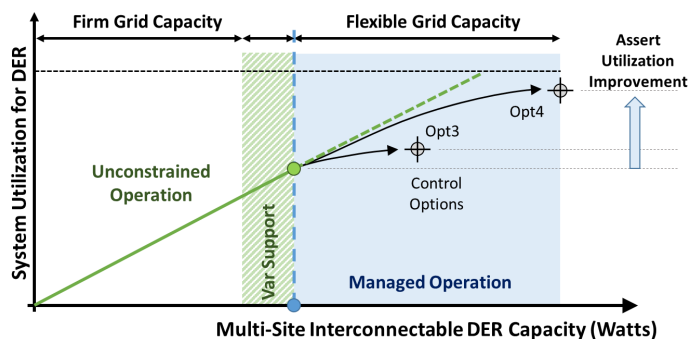 Firm Grid Capacity
Flexible Grid Capacity
Assert
Utilization
Improvement
System Utilization for DER
Opt4
Opt3
Unconstrained
Operation
Control
Options
Var Support
Managed Operation
Multi-Site Interconnectable DER Capacity (Watts)